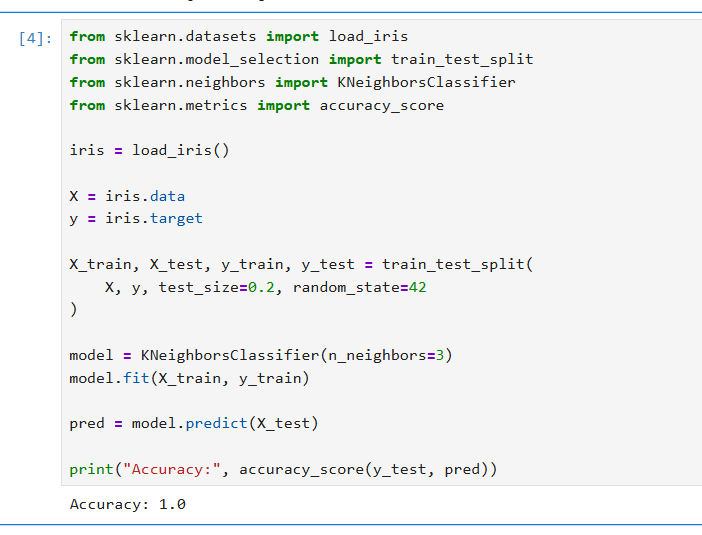 [4]: from sklearn.datasets import load_iris
from sklearn.model_selection import train_test_split
from sklearn.neighbors import KNeighborsClassifier
from sklearn.metrics import accuracy_score
iris = load_iris()
X = iris.data
y = iris.target
X_train, X_test, y_train, y_test = train_test_split(
    X, y, test_size=0.2, random_state=42
)
model = KNeighborsClassifier(n_neighbors=3)
model.fit(X_train, y_train)
pred = model.predict(X_test)
print("Accuracy:", accuracy_score(y_test, pred))
Accuracy: 1.0